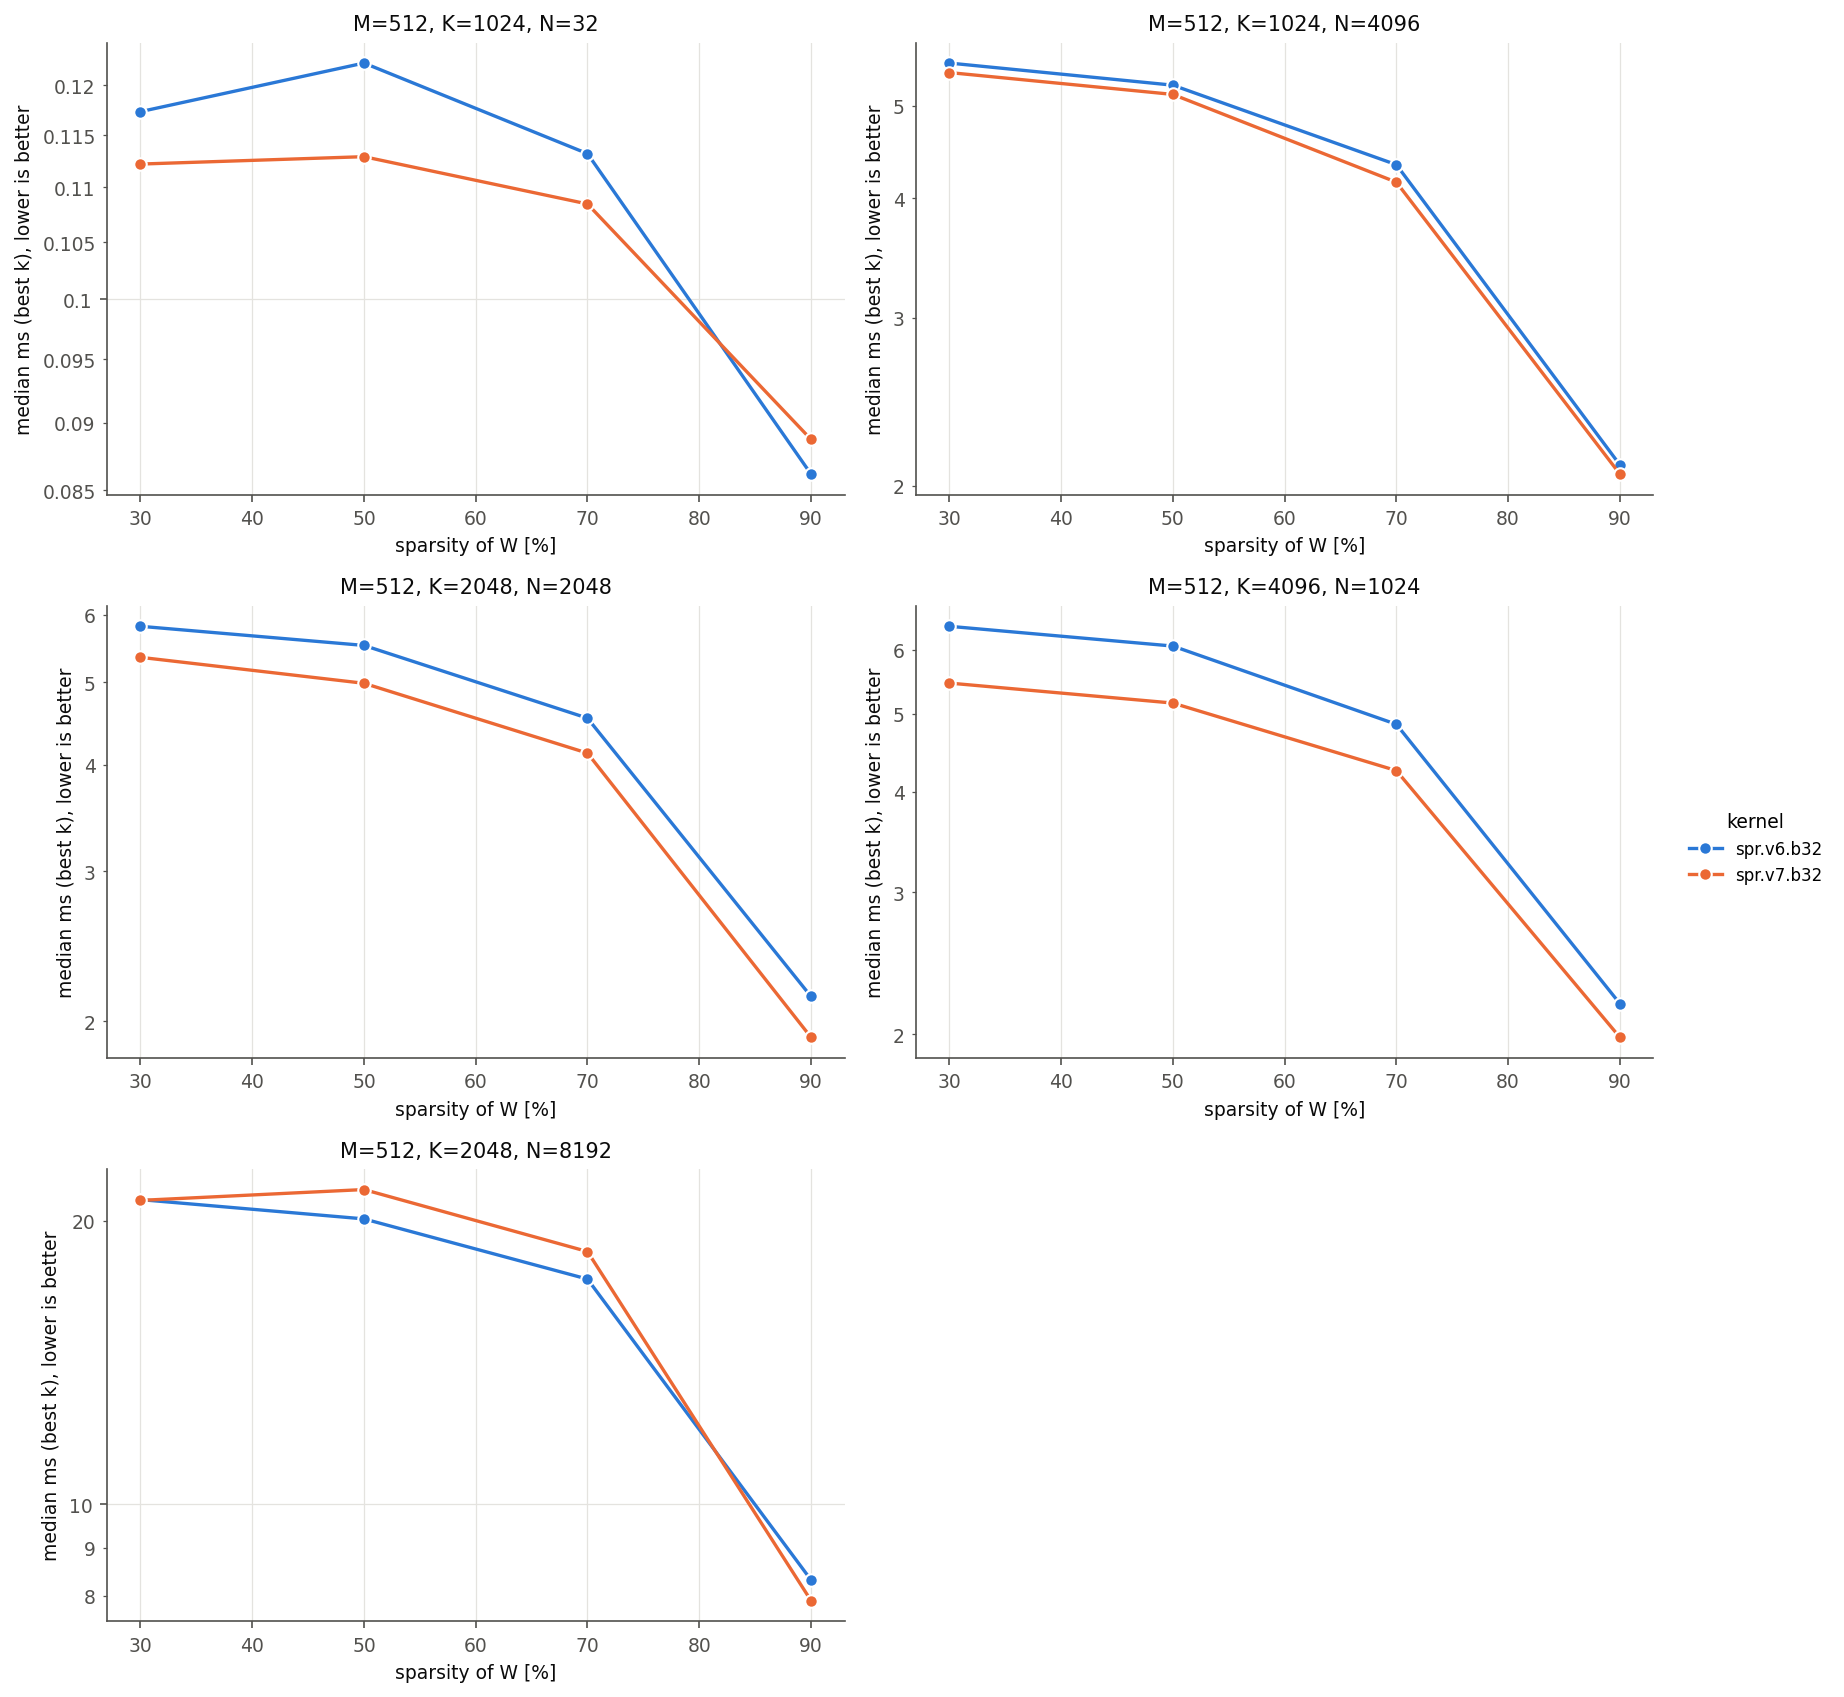 M=512, K=1024, N=32
median ms (best k), lower is better
0.12
0.115
0.11
0.105
0.1
0.095
0.09
0.085
30 40 50 60 70 80 90
sparsity of W [%]
M=512, K=1024, N=4096
median ms (best k), lower is better
5
4
3
2
30 40 50 60 70 80 90
sparsity of W [%]
M=512, K=2048, N=2048
median ms (best k), lower is better
6
5
4
3
2
30 40 50 60 70 80 90
sparsity of W [%]
M=512, K=4096, N=1024
median ms (best k), lower is better
6
5
4
3
2
30 40 50 60 70 80 90
sparsity of W [%]
kernel
spr.v6.b32
spr.v7.b32
M=512, K=2048, N=8192
median ms (best k), lower is better
20
10
9
8
30 40 50 60 70 80 90
sparsity of W [%]